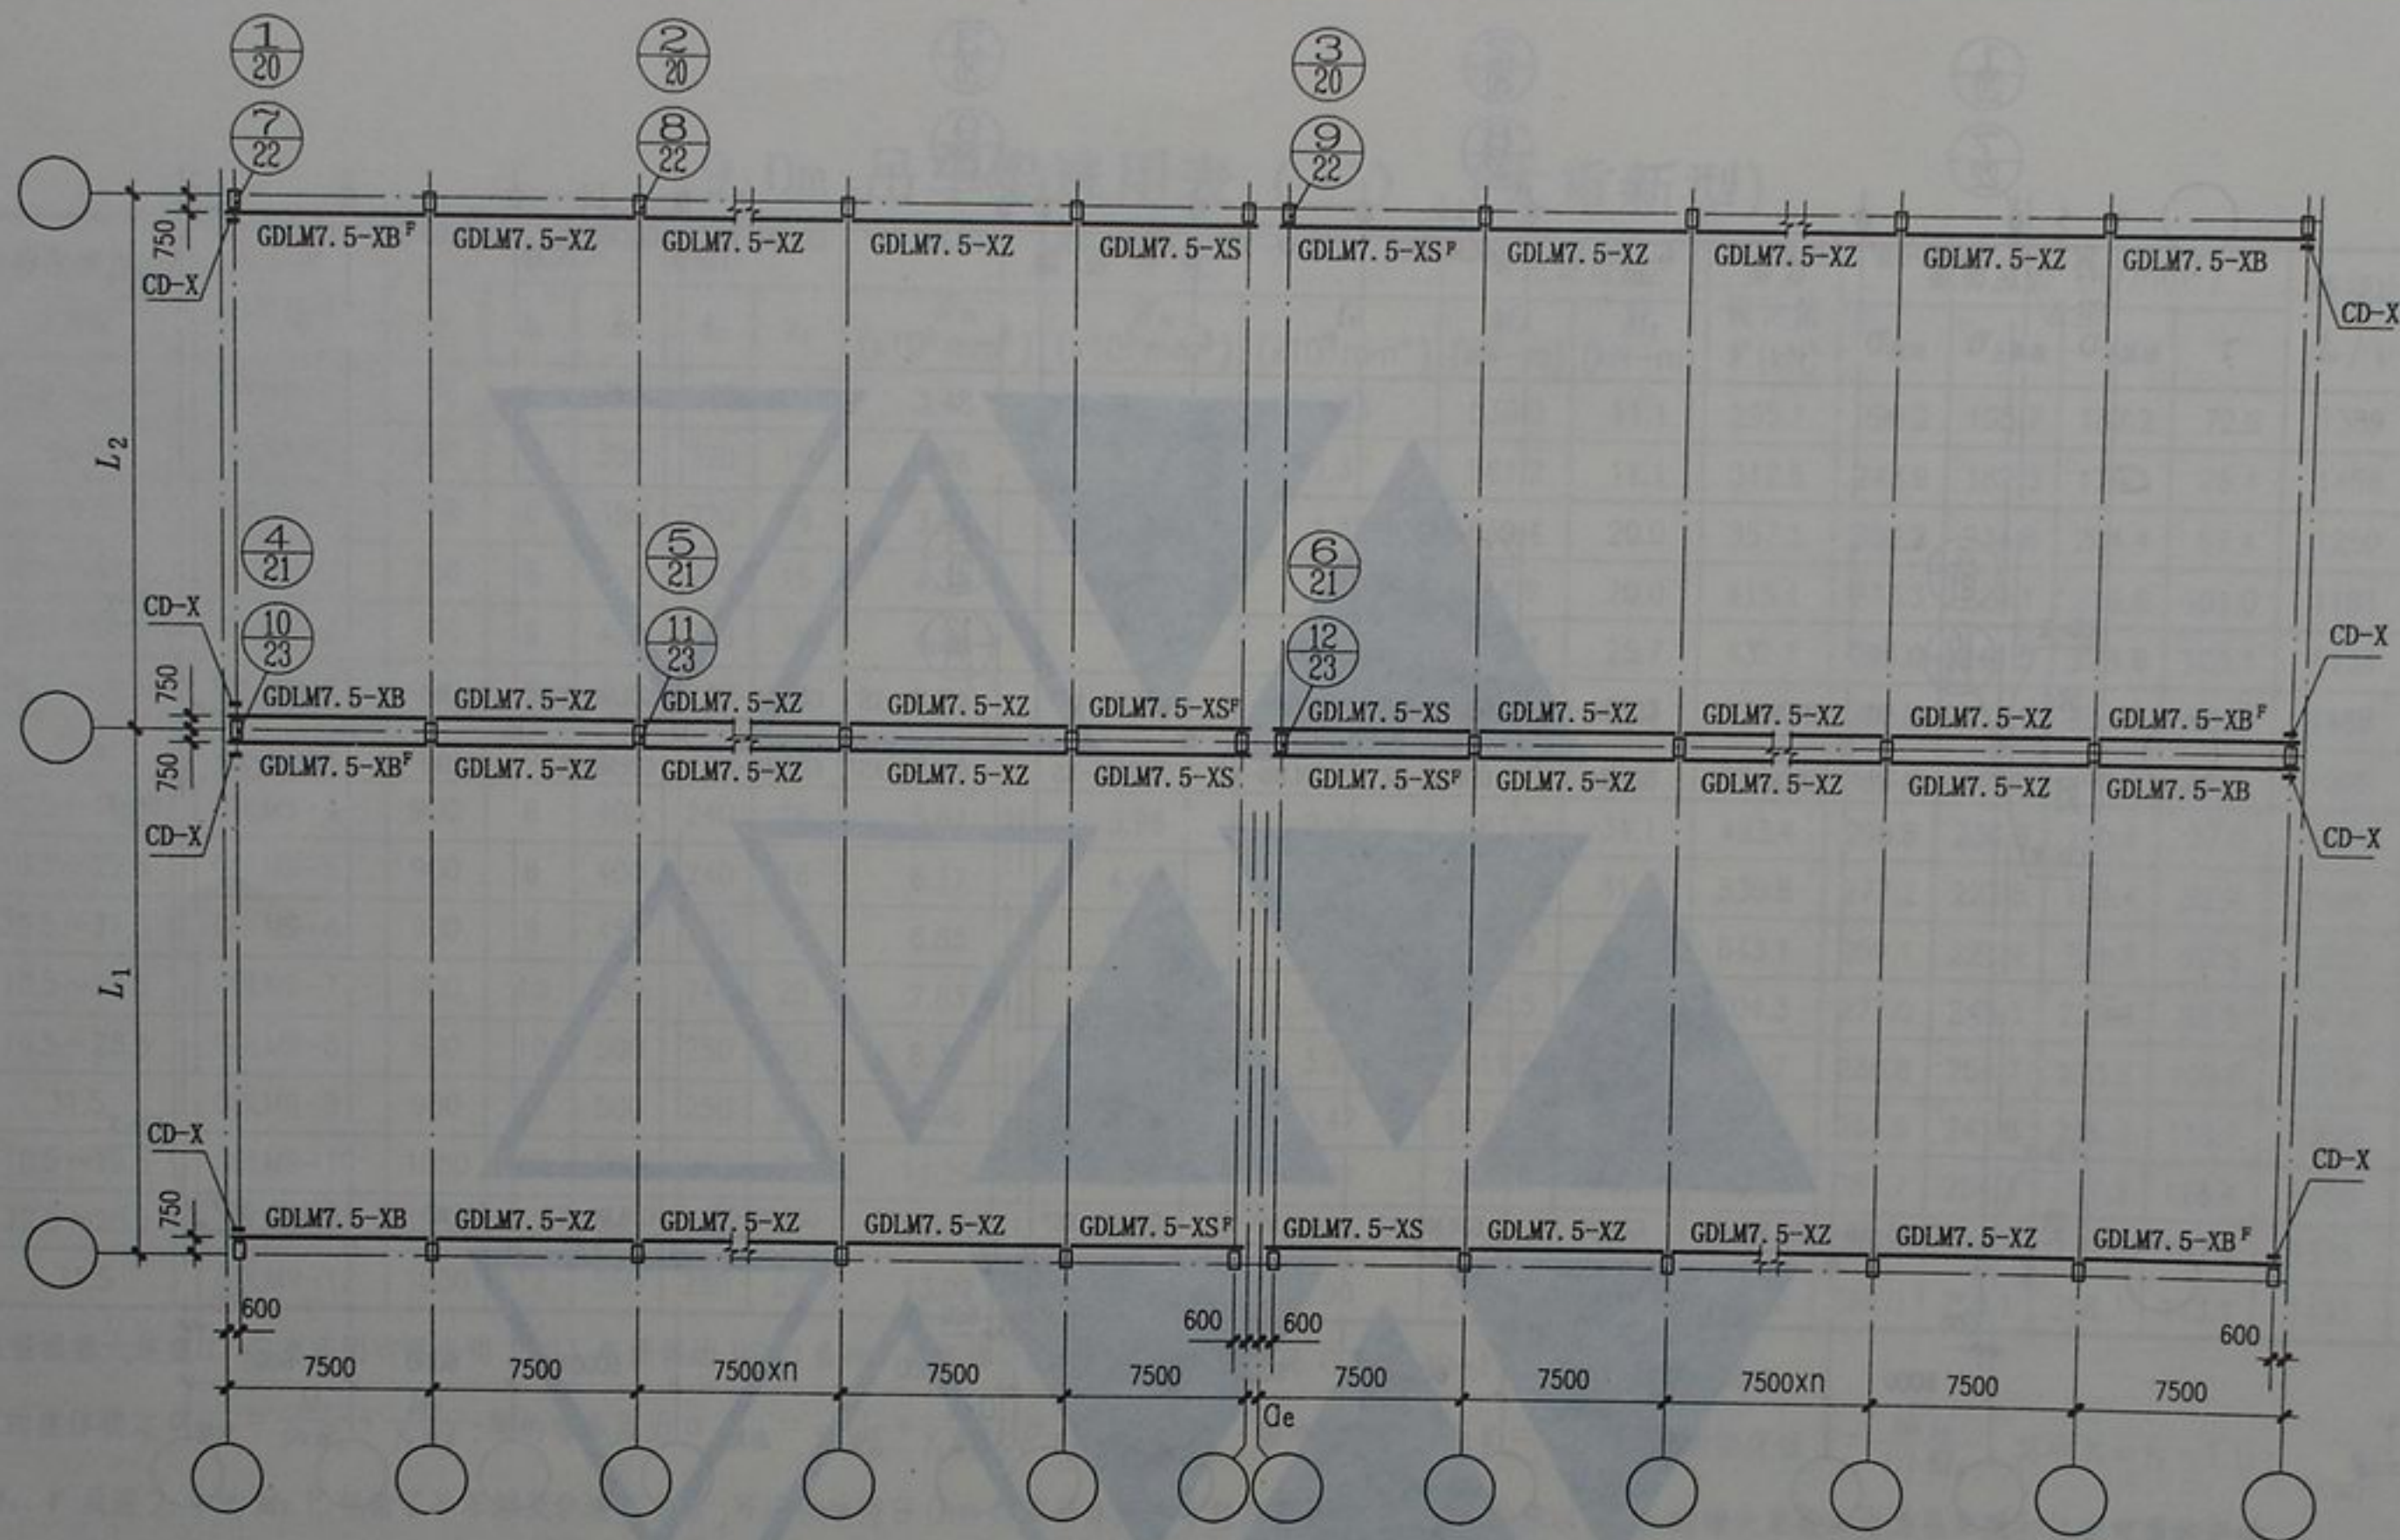 1 2 3
20 20 20
7 8 9
22 22 22
750
GDLM7.5-XBᶠ GDLM7.5-XZ GDLM7.5-XZ GDLM7.5-XZ GDLM7.5-XS GDLM7.5-XSᶠ GDLM7.5-XZ GDLM7.5-XZ GDLM7.5-XZ GDLM7.5-XB
CD-X CD-X
L₂
4 5 6
21 21 21
CD-X CD-X
10 11 12
23 23 23
750
GDLM7.5-XB GDLM7.5-XZ GDLM7.5-XZ GDLM7.5-XZ GDLM7.5-XSᶠ GDLM7.5-XS GDLM7.5-XZ GDLM7.5-XZ GDLM7.5-XZ GDLM7.5-XBᶠ
750
GDLM7.5-XBᶠ GDLM7.5-XZ GDLM7.5-XZ GDLM7.5-XZ GDLM7.5-XS GDLM7.5-XSᶠ GDLM7.5-XZ GDLM7.5-XZ GDLM7.5-XZ GDLM7.5-XB
CD-X CD-X
L₁
CD-X CD-X
750
GDLM7.5-XB GDLM7.5-XZ GDLM7.5-XZ GDLM7.5-XZ GDLM7.5-XSᶠ GDLM7.5-XS GDLM7.5-XZ GDLM7.5-XZ GDLM7.5-XZ GDLM7.5-XBᶠ
600 600 600 600
7500 7500 7500xn 7500 7500 7500 7500 7500xn 7500 7500
ae